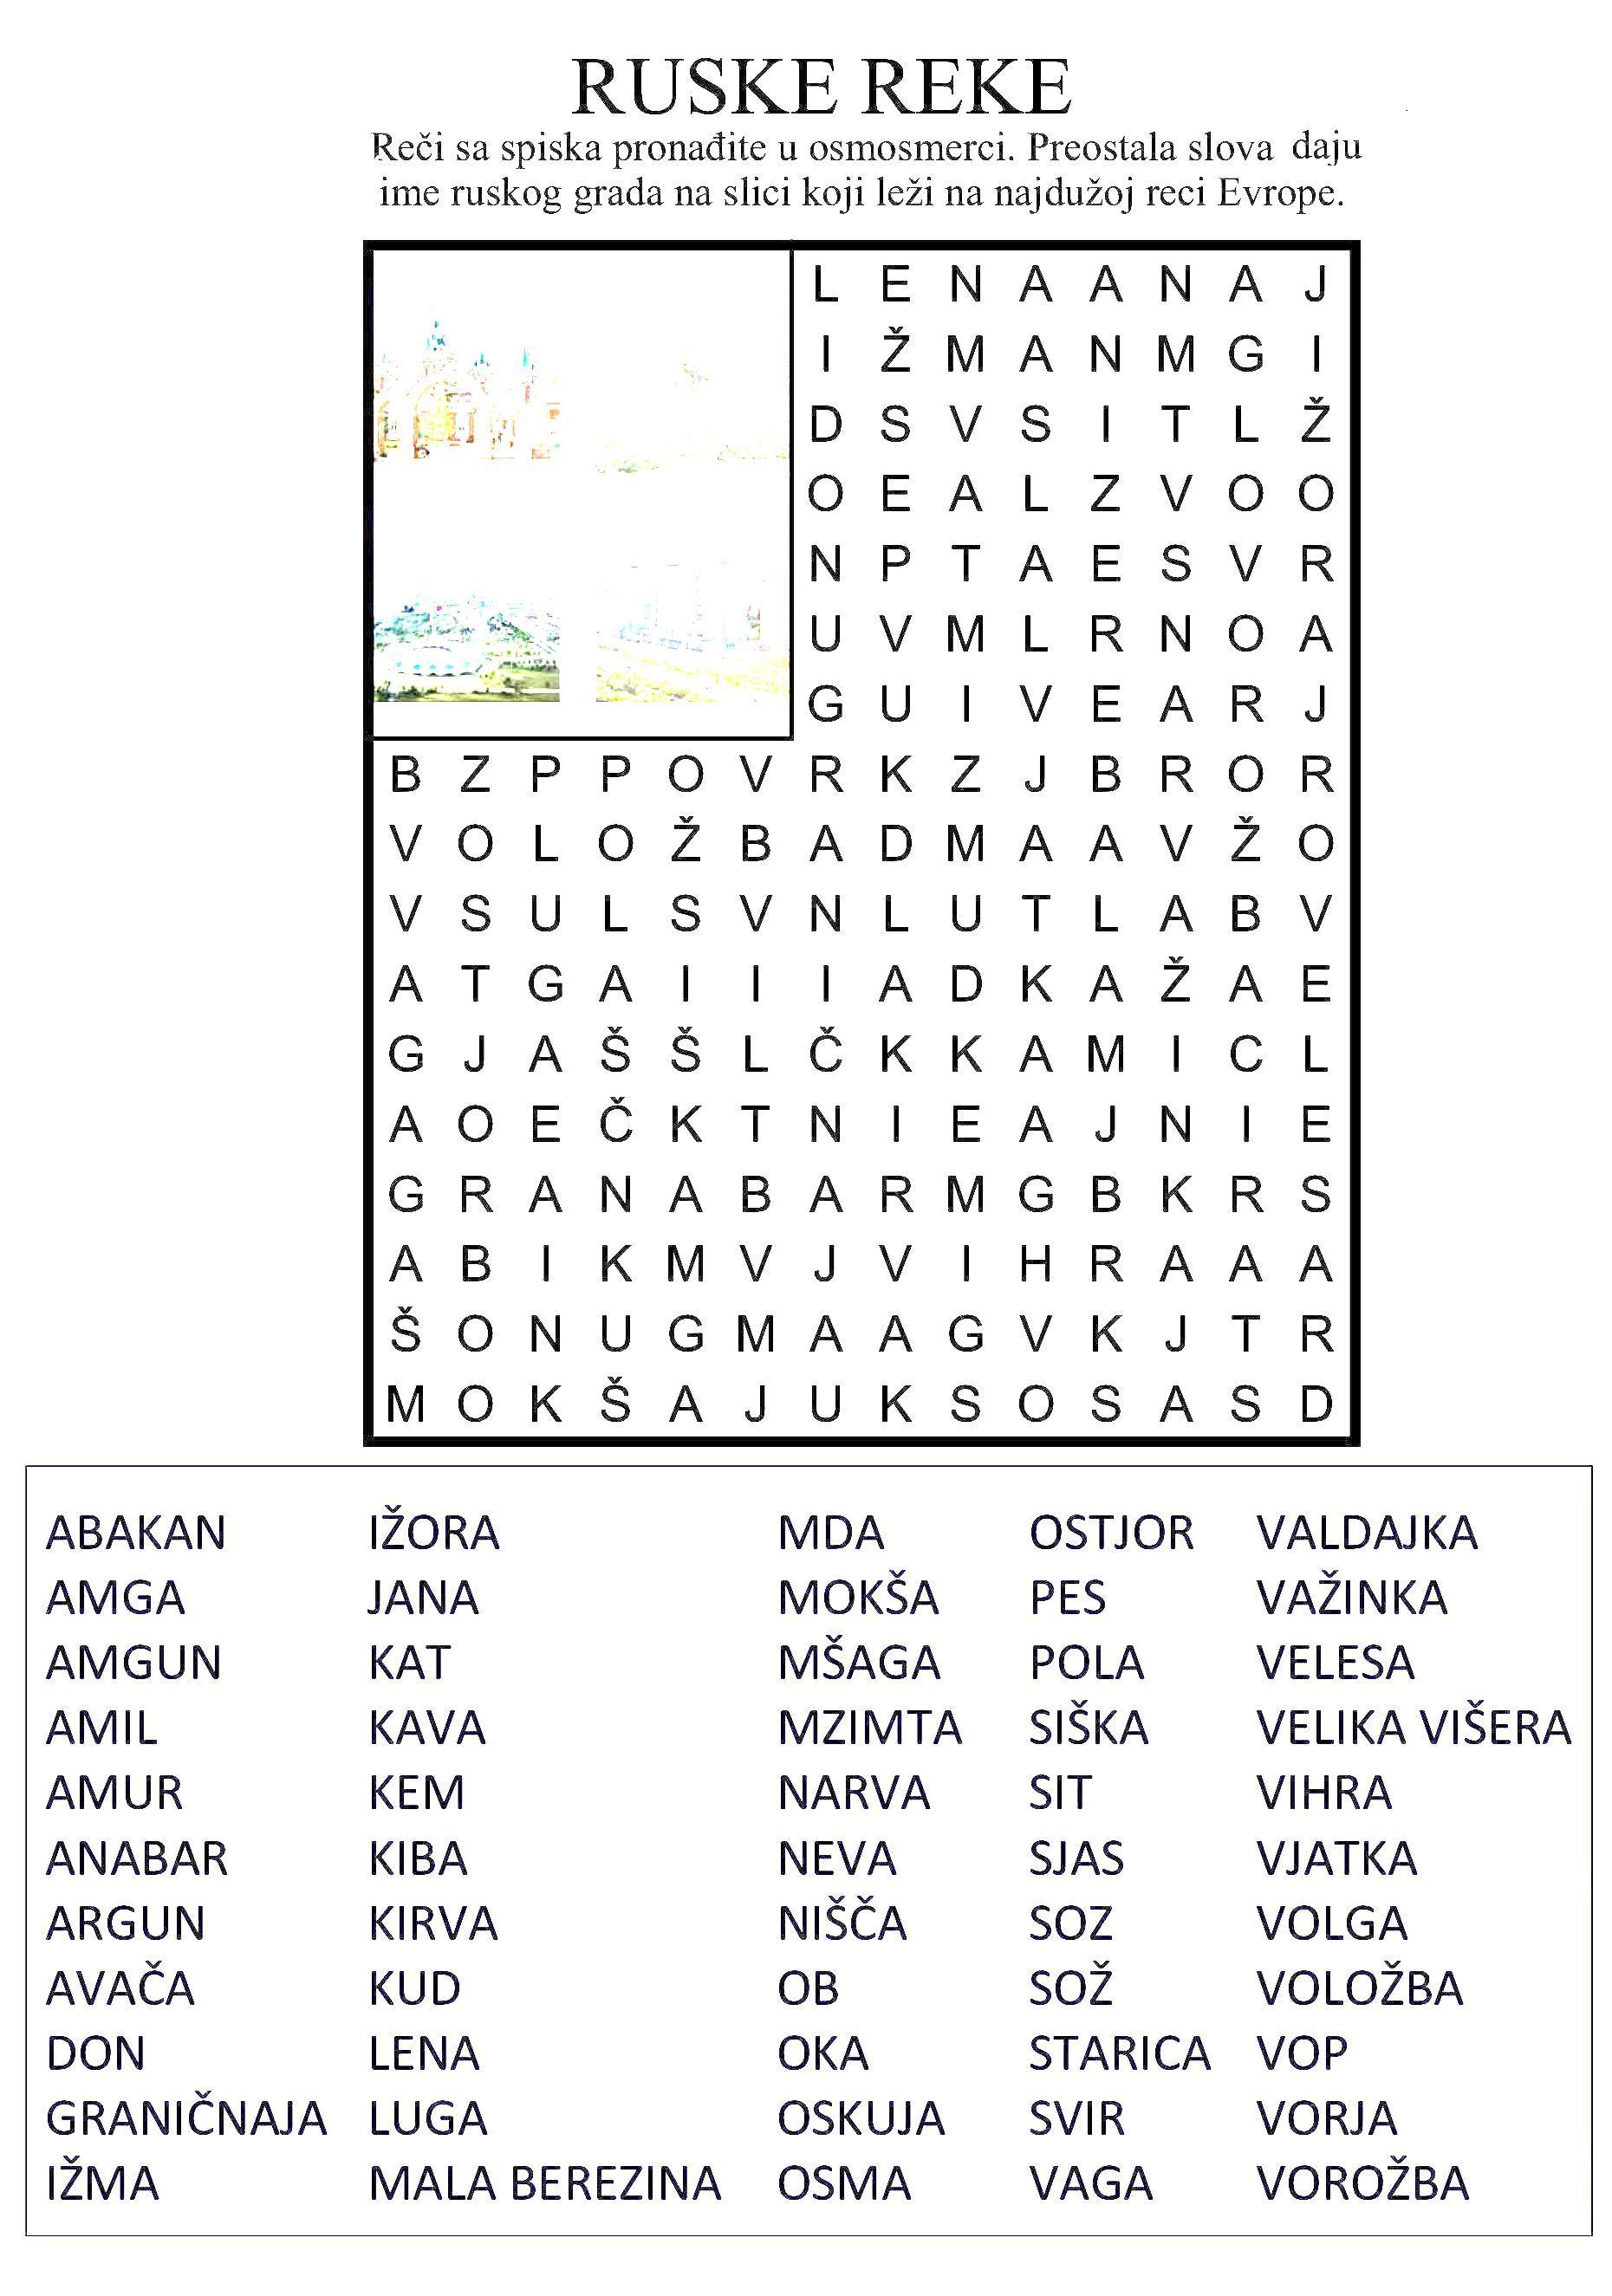 RUSKE REKE
Reči sa spiska pronađite u osmosmerci. Preostala slova daju
ime ruskog grada na slici koji leži na najdužoj reci Evrope.
L E N A A N A J
I Ž M A N M G I
D S V S I T L Ž
O E A L Z V O O
N P T A E S V R
U V M L R N O A
G U I V E A R J
B Z P P O V R K Z J B R O R
V O L O Ž B A D M A A V Ž O
V S U L S V N L U T L A B V
A T G A I I I A D K A Ž A E
G J A Š Š L Č K K A M I C L
A O E Č K T N I E A J N I E
G R A N A B A R M G B K R S
A B I K M V J V I H R A A A
Š O N U G M A A G V K J T R
M O K Š A J U K S O S A S D
ABAKAN IŽORA MDA OSTJOR VALDAJKA
AMGA JANA MOKŠA PES VAŽINKA
AMGUN KAT MŠAGA POLA VELESA
AMIL KAVA MZIMTA SIŠKA VELIKA VIŠERA
AMUR KEM NARVA SIT VIHRA
ANABAR KIBA NEVA SJAS VJATKA
ARGUN KIRVA NIŠČA SOZ VOLGA
AVAČA KUD OB SOŽ VOLOŽBA
DON LENA OKA STARICA VOP
GRANIČNAJA LUGA OSKUJA SVIR VORJA
IŽMA MALA BEREZINA OSMA VAGA VOROŽBA